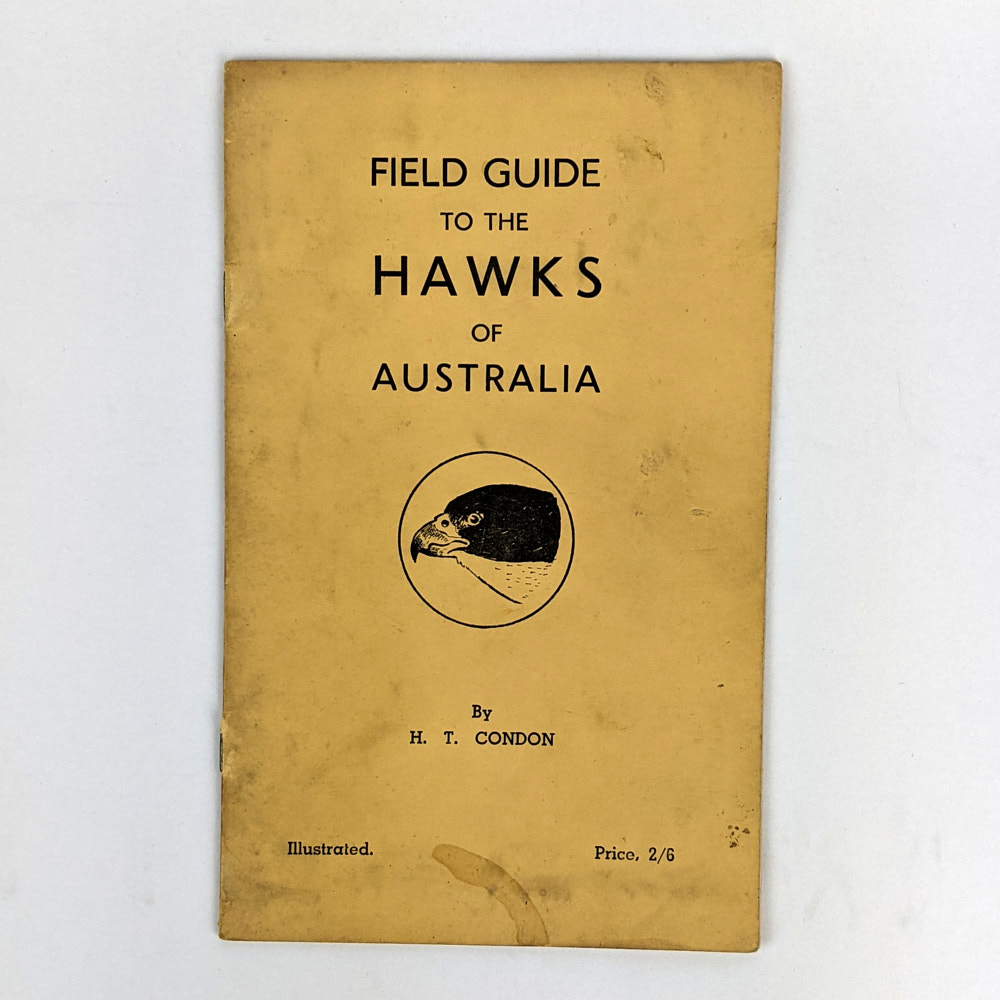 FIELD GUIDE
TO THE
HAWKS
OF
AUSTRALIA
By
H. T. CONDON
Illustrated.
Price, 2/6